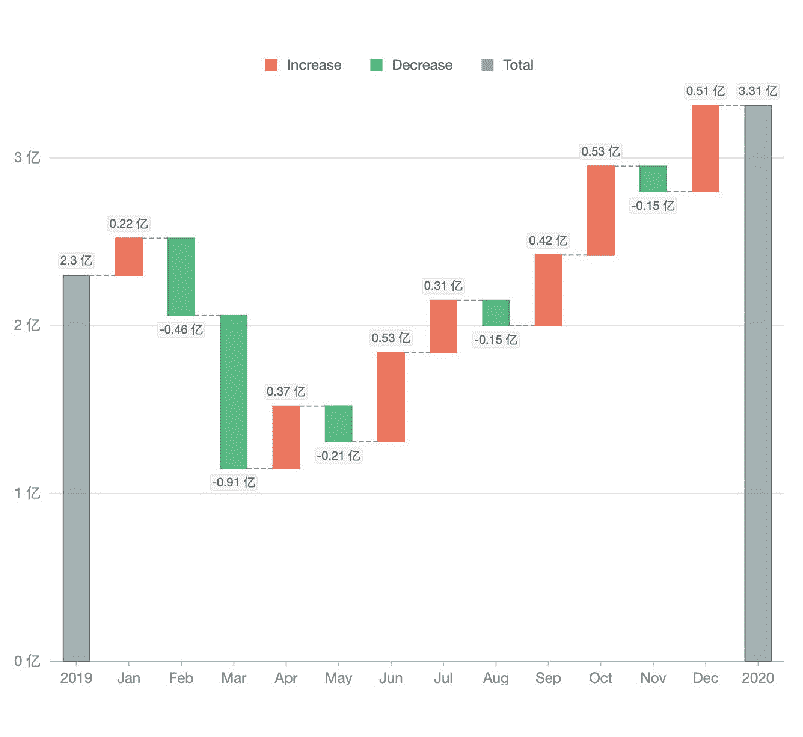 Increase Decrease Total
0.51 亿 3.31 亿
0.53 亿
3 亿
-0.15 亿
0.22 亿
0.42 亿
2.3 亿
0.31 亿
2 亿
-0.46 亿
0.53 亿 -0.15 亿
0.37 亿
-0.21 亿
-0.91 亿
1 亿
0 亿
2019 Jan Feb Mar Apr May Jun Jul Aug Sep Oct Nov Dec 2020